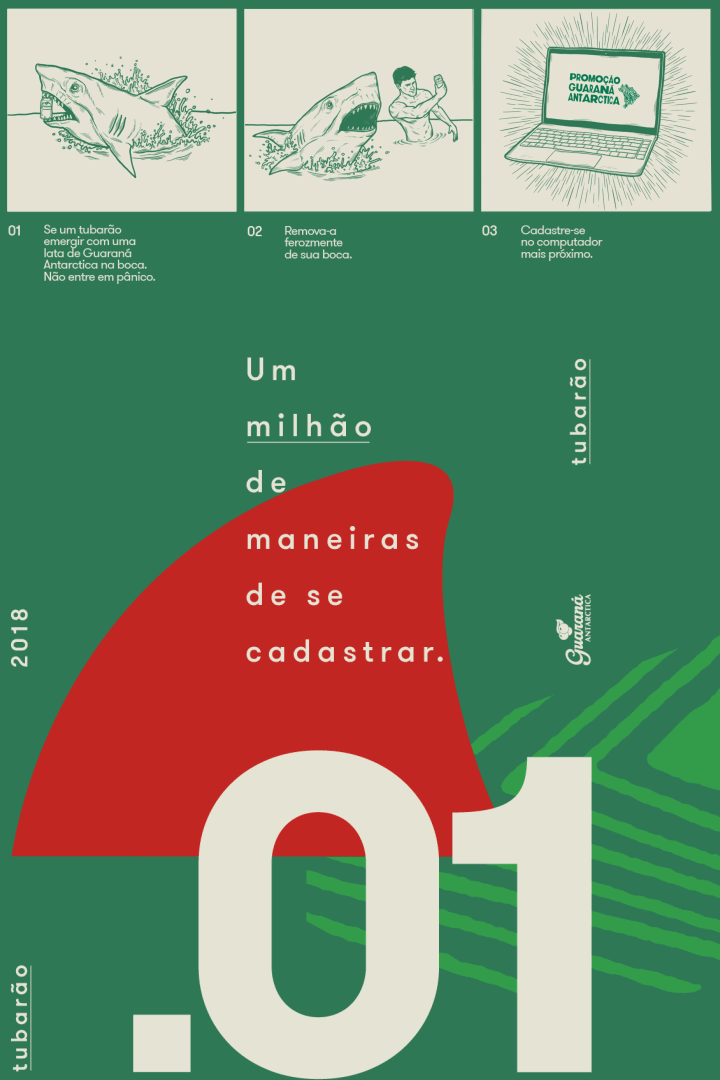 PROMOÇÃO
GUARANÁ
ANTARCTICA
01
Se um tubarão
emergir com uma
lata de Guaraná
Antarctica na boca.
Não entre em pânico.
02
Remova-a
ferozmente
de sua boca.
03
Cadastre-se
no computador
mais próximo.
Um
milhão
de
maneiras
de se
cadastrar.
tubarão
2018
Guaraná
ANTARCTICA
.01
tubarão